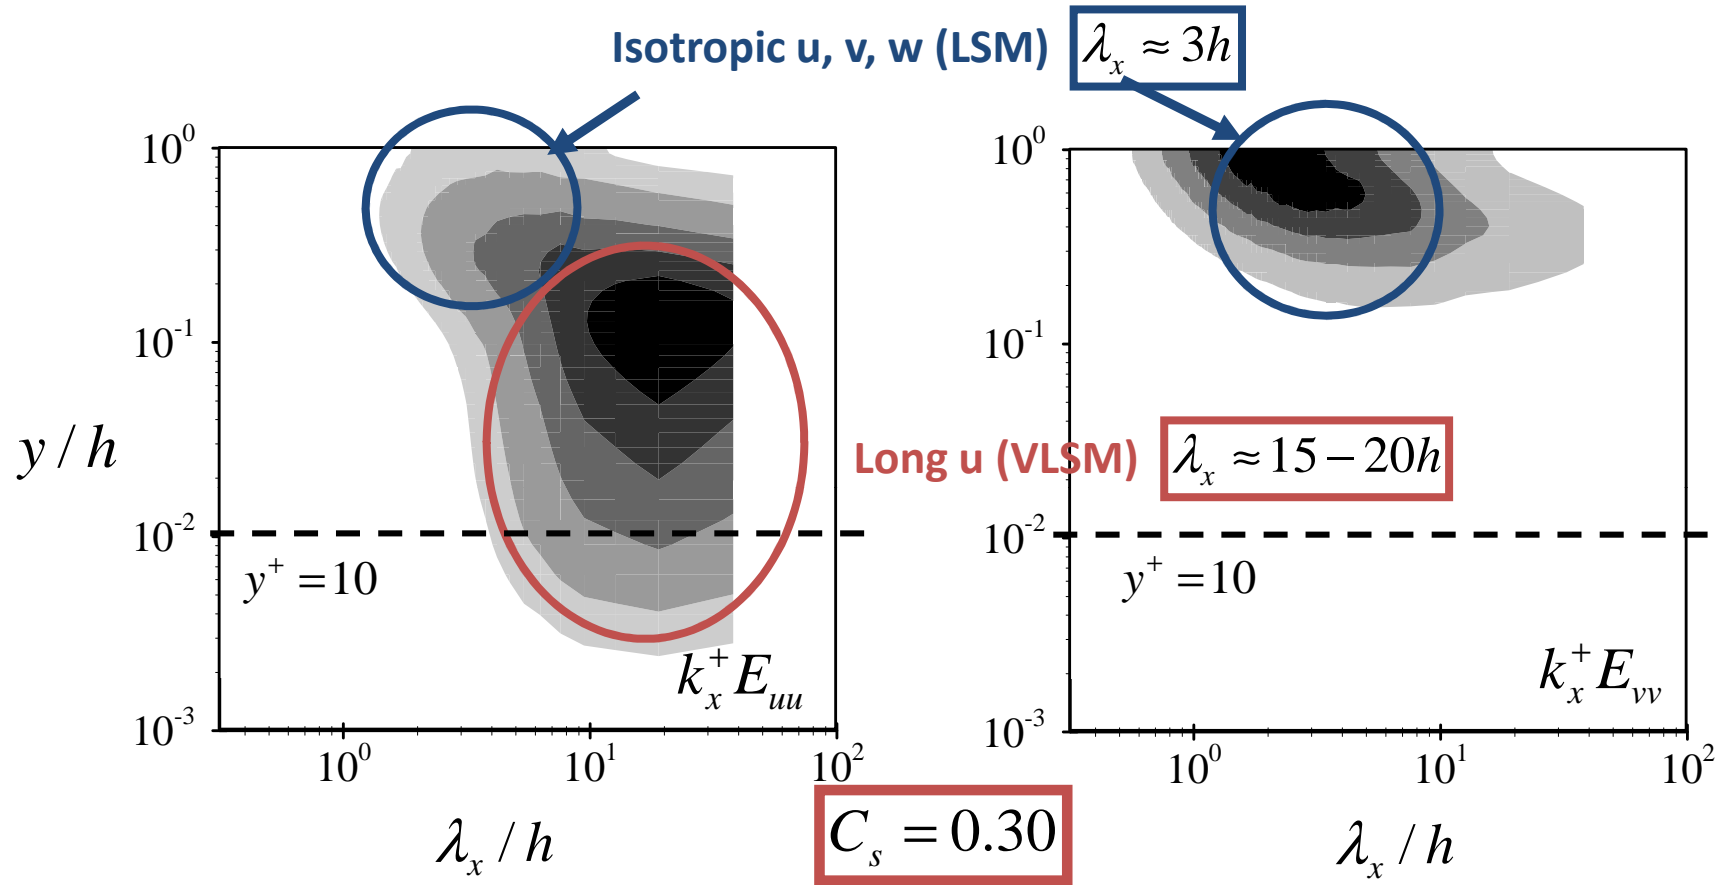 Isotropic u, v, w (LSM) λₓ ≈ 3h
10⁰
10⁻¹
10⁻²
10⁻³
y / h
y⁺ = 10
kₓ⁺Eᵤᵤ
10⁰ 10¹ 10²
λₓ / h
Long u (VLSM) λₓ ≈ 15 − 20h
Cₛ = 0.30
10⁰
10⁻¹
10⁻²
10⁻³
y⁺ = 10
kₓ⁺Eᵥᵥ
10⁰ 10¹ 10²
λₓ / h